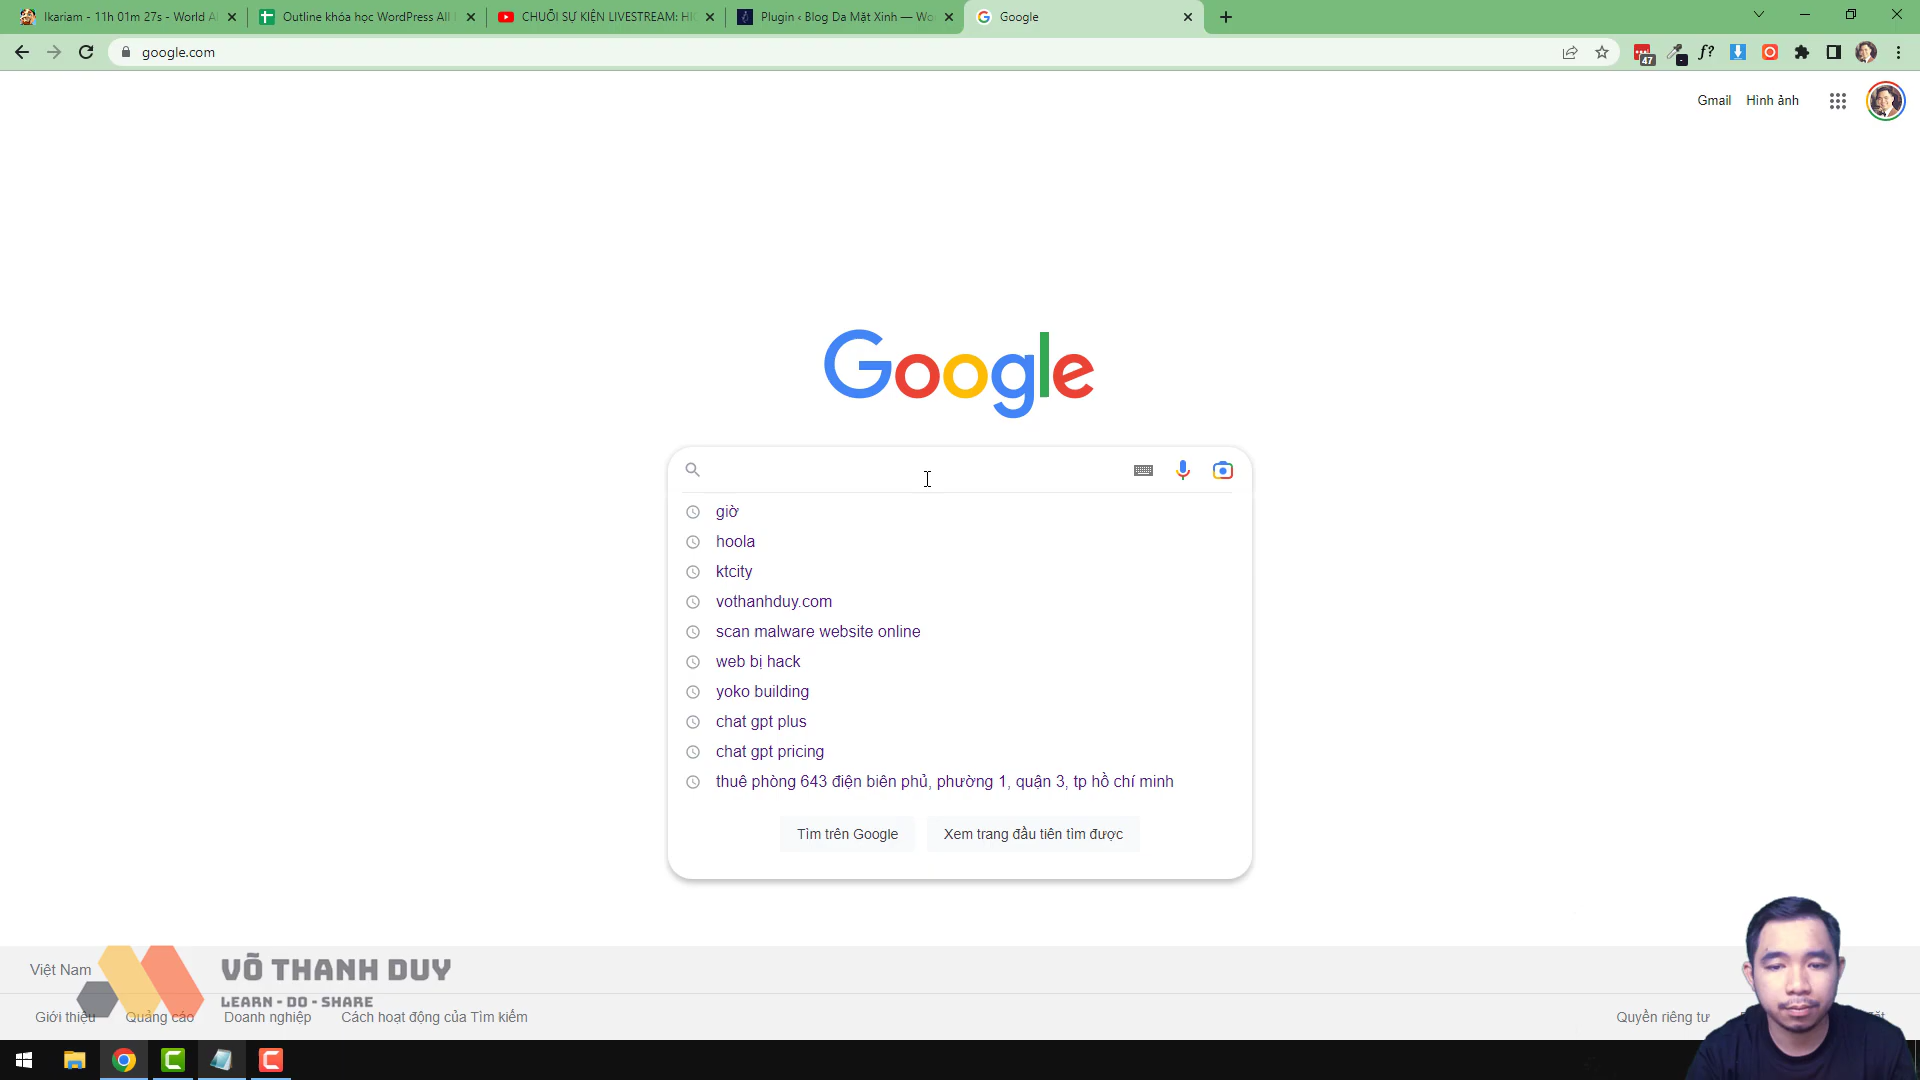 Ikariam - 11h 01m 27s - World Al
Outline khóa học WordPress All
CHUỖI SỰ KIỆN LIVESTREAM: HI
Plugin ‹ Blog Da Mặt Xinh — Wo
Google
google.com
47
f?
Gmail
Hình ảnh
Google
giờ
hoola
ktcity
vothanhduy.com
scan malware website online
web bị hack
yoko building
chat gpt plus
chat gpt pricing
thuê phòng 643 điện biên phủ, phường 1, quận 3, tp hồ chí minh
Tìm trên Google
Xem trang đầu tiên tìm được
Việt Nam
VÕ THANH DUY
LEARN - DO - SHARE
Giới thiệu
Quảng cáo
Doanh nghiệp
Cách hoạt động của Tìm kiếm
Quyền riêng tư